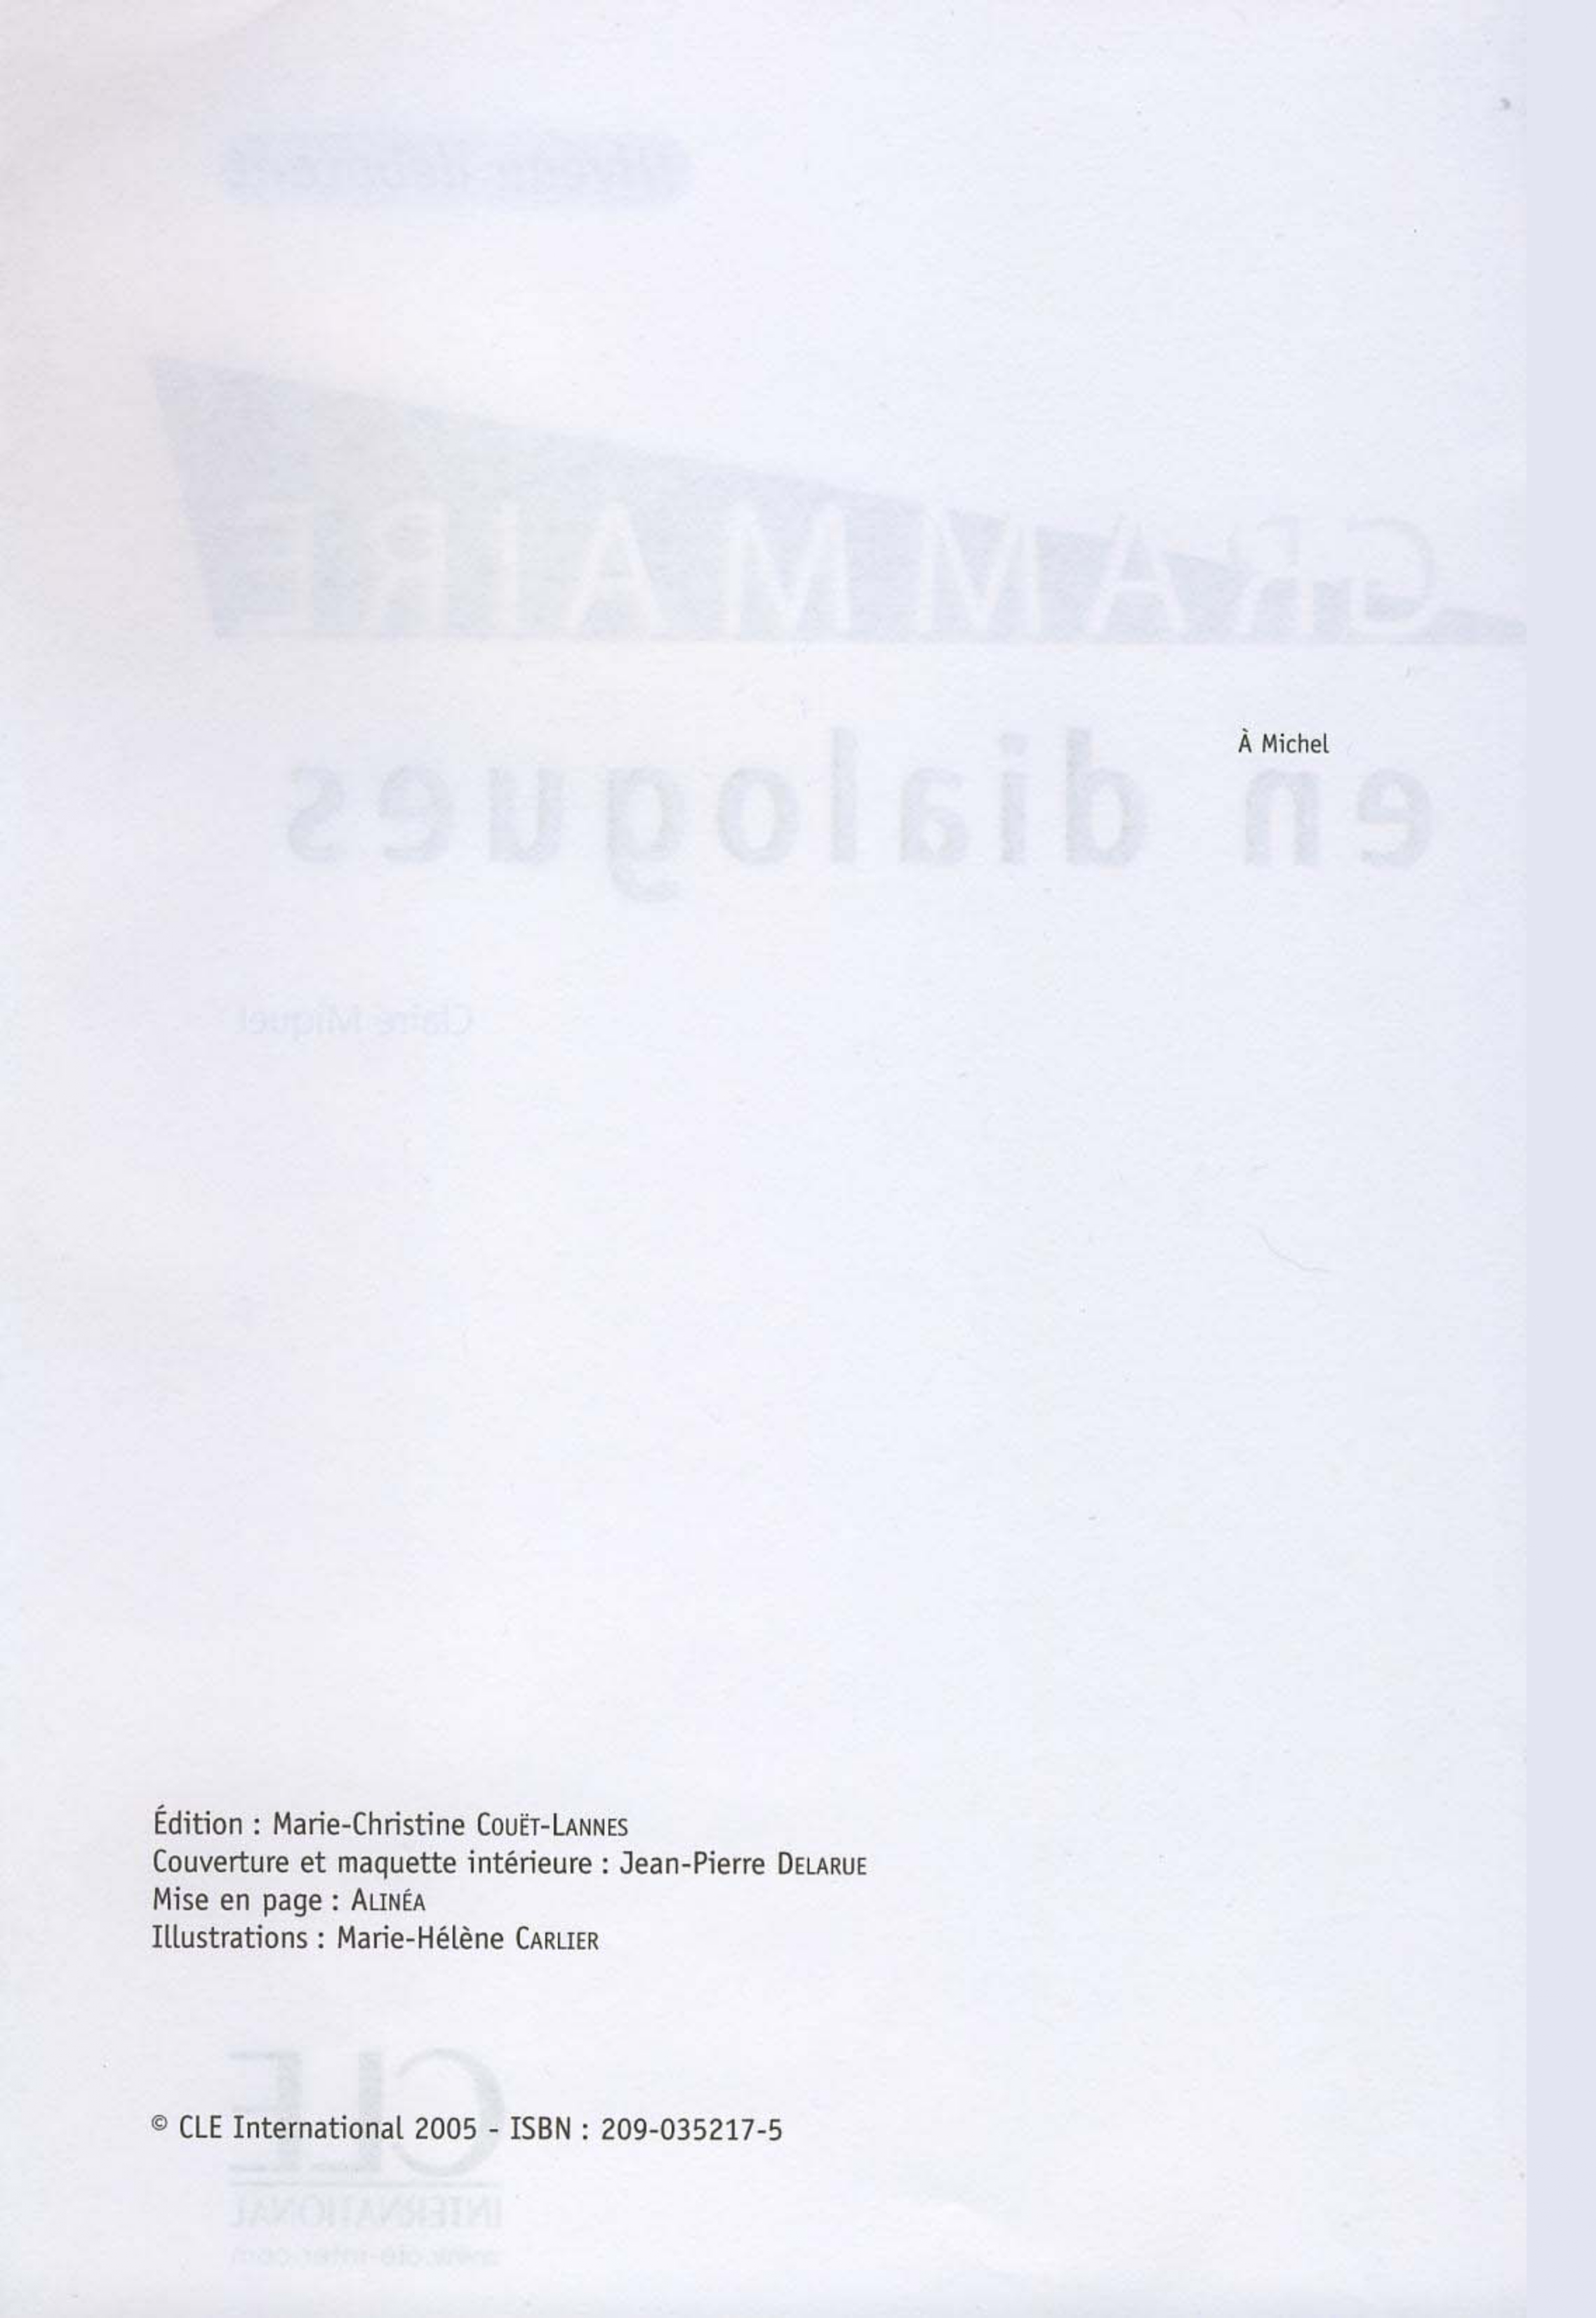 À Michel
Édition : Marie-Christine COUËT-LANNES
Couverture et maquette intérieure : Jean-Pierre DELARUE
Mise en page : ALINÉA
Illustrations : Marie-Hélène CARLIER
© CLE International 2005 - ISBN : 209-035217-5